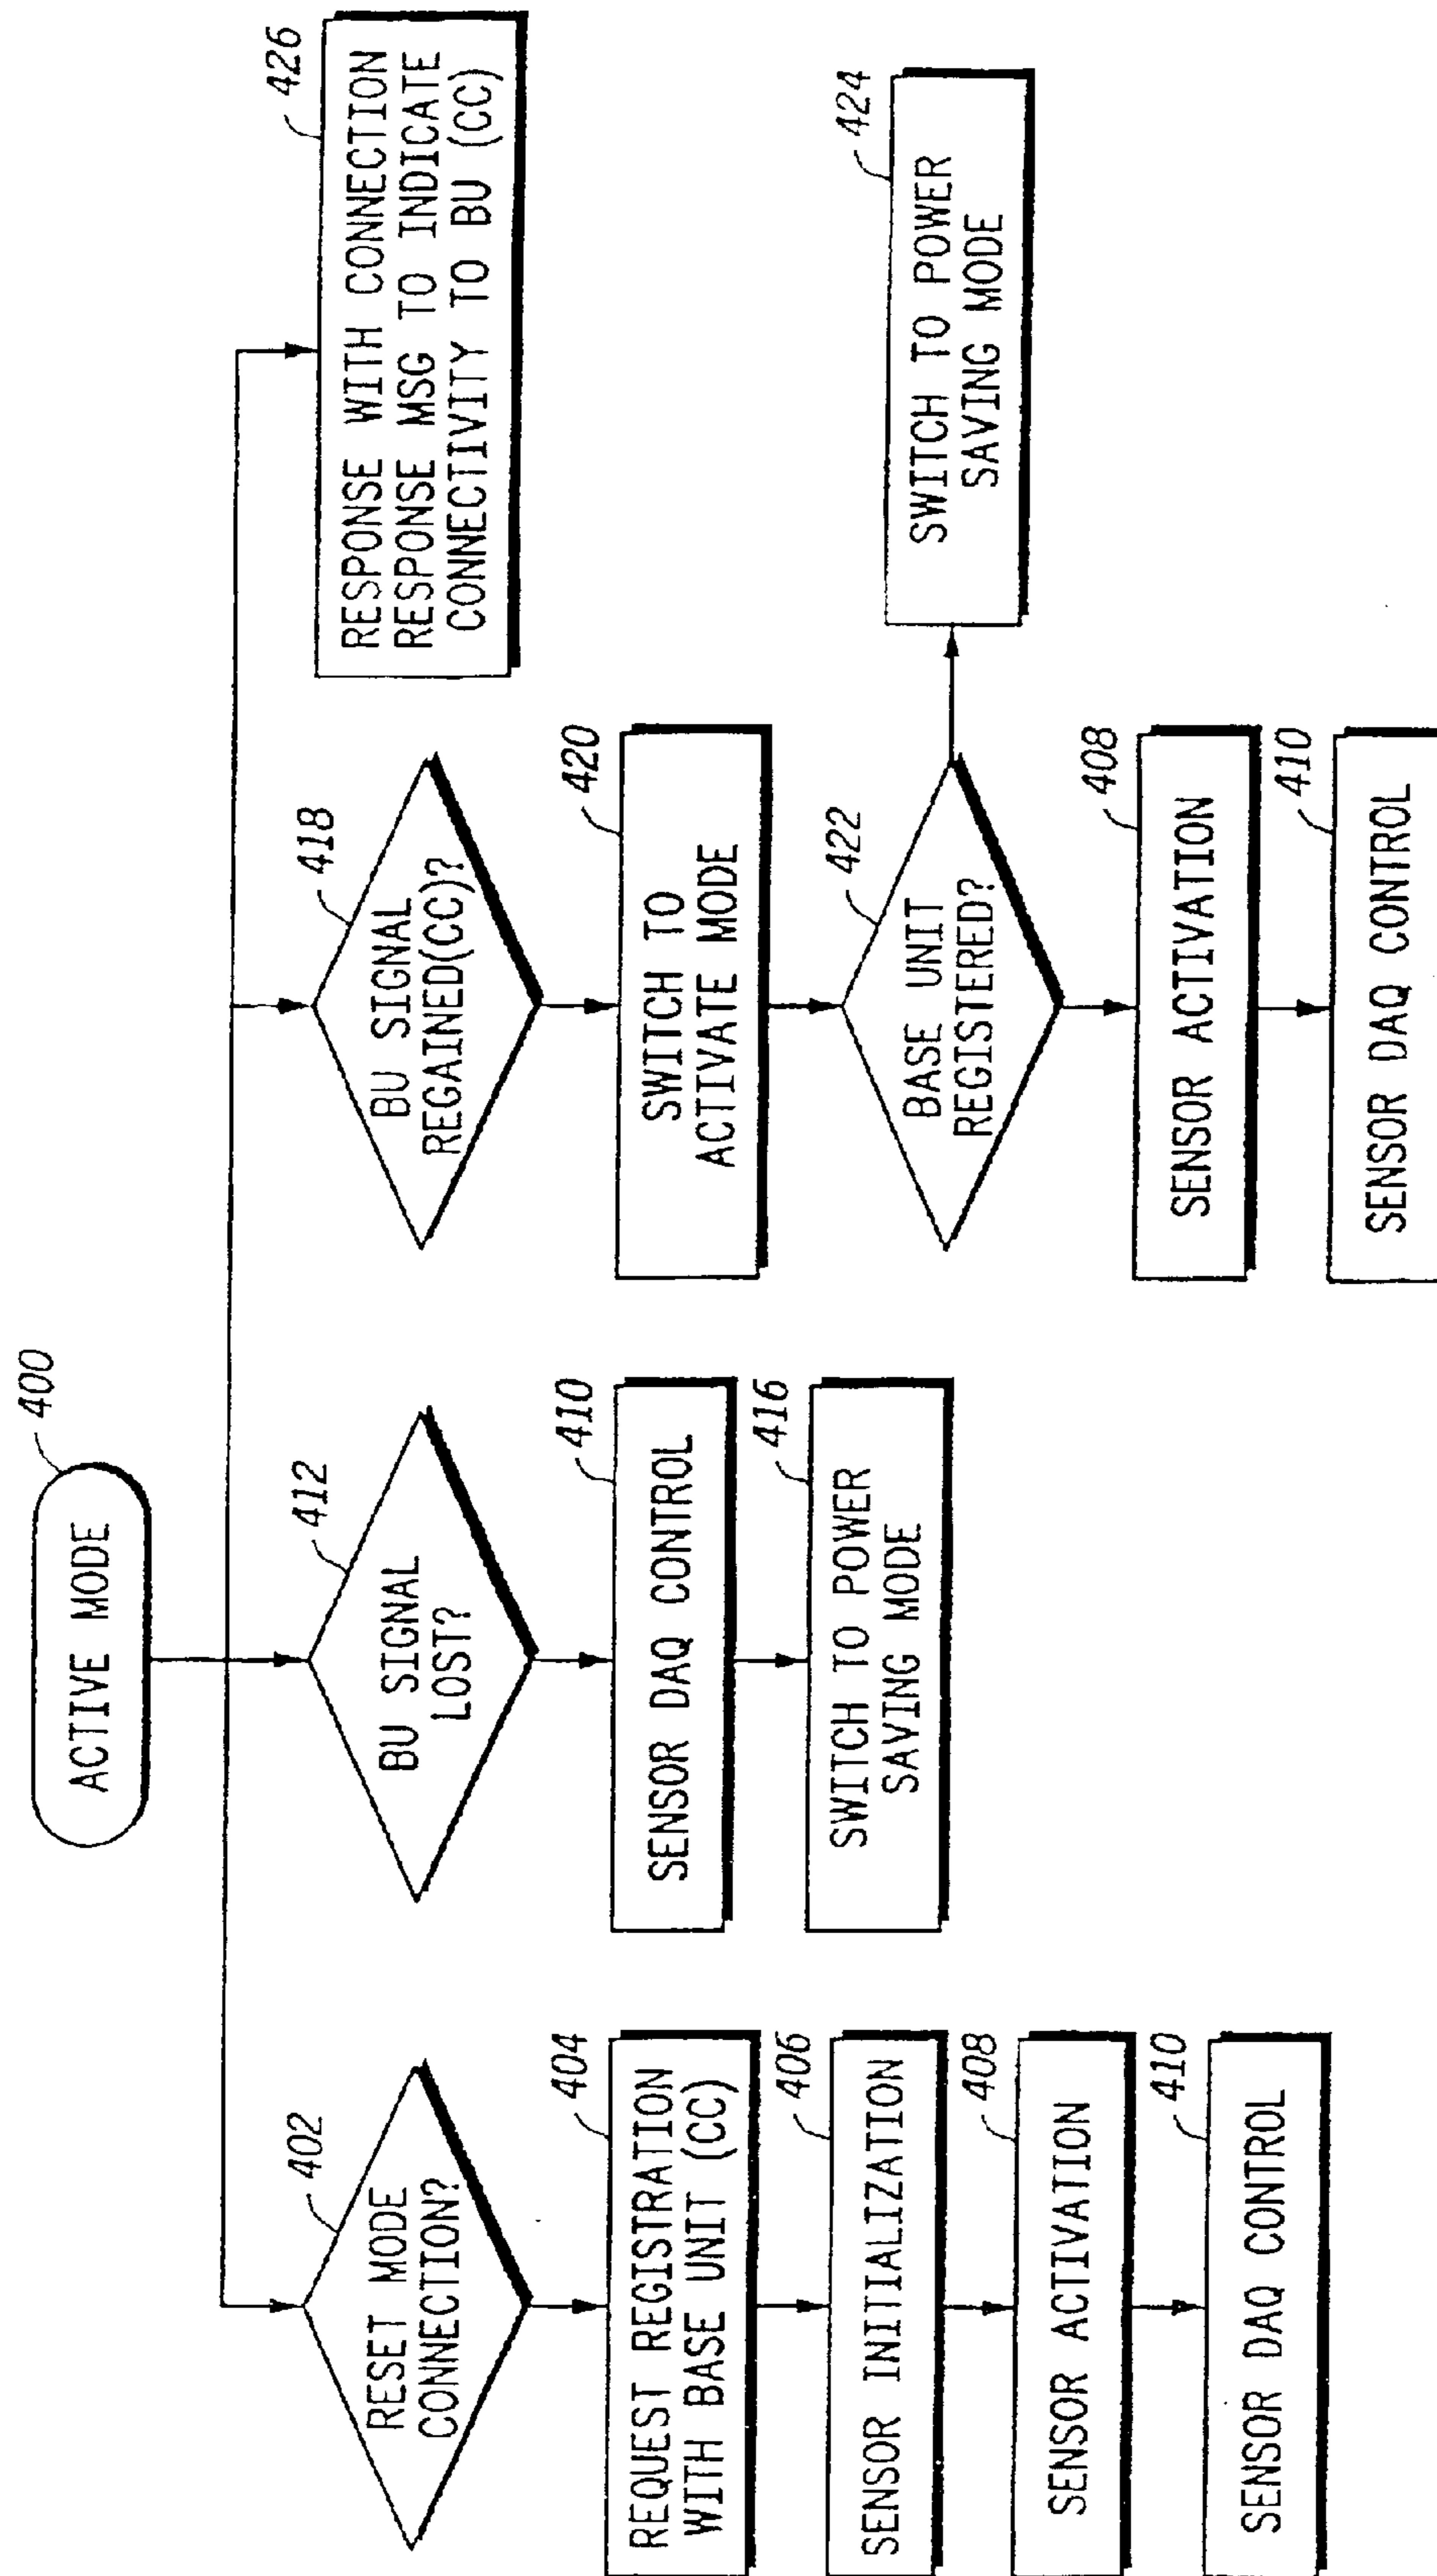 ACTIVE MODE
400
RESET MODE
CONNECTION?
402
REQUEST REGISTRATION
WITH BASE UNIT (CC)
404
SENSOR INITIALIZATION
406
SENSOR ACTIVATION
408
SENSOR DAQ CONTROL
410
BU SIGNAL
LOST?
412
SENSOR DAQ CONTROL
410
SWITCH TO POWER
SAVING MODE
416
BU SIGNAL
REGAINED(CC)?
418
SWITCH TO
ACTIVATE MODE
420
BASE UNIT
REGISTERED?
422
SENSOR ACTIVATION
408
SENSOR DAQ CONTROL
410
SWITCH TO POWER
SAVING MODE
424
RESPONSE WITH CONNECTION
RESPONSE MSG TO INDICATE
CONNECTIVITY TO BU (CC)
426